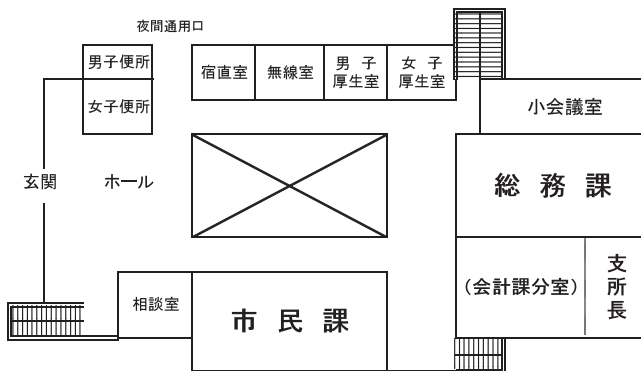 夜間通用口
男子便所
宿直室
無線室
男子
厚生室
女子
厚生室
女子便所
小会議室
玄関
ホール
総務課
(会計課分室)
支所長
相談室
市民課